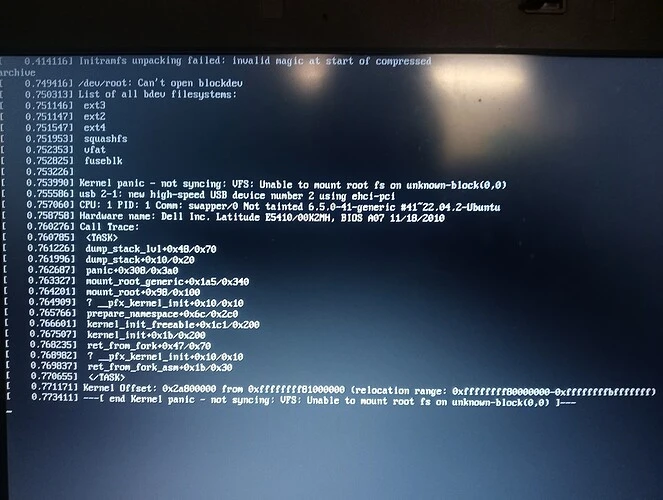 [    0.414116] Initramfs unpacking failed: invalid magic at start of compressed
archive
[    0.749416] /dev/root: Can't open blockdev
[    0.750313] List of all bdev filesystems:
[    0.751146]  ext3
[    0.751147]  ext2
[    0.751547]  ext4
[    0.751953]  squashfs
[    0.752353]  vfat
[    0.752825]  fuseblk
[    0.753226]
[    0.753990] Kernel panic - not syncing: VFS: Unable to mount root fs on unknown-block(0,0)
[    0.755586] usb 2-1: new high-speed USB device number 2 using ehci-pci
[    0.757060] CPU: 1 PID: 1 Comm: swapper/0 Not tainted 6.5.0-41-generic #41~22.04.2-Ubuntu
[    0.758758] Hardware name: Dell Inc. Latitude E5410/00K2MH, BIOS A07 11/18/2010
[    0.760276] Call Trace:
[    0.760785]  <TASK>
[    0.761226]  dump_stack_lvl+0x48/0x70
[    0.761996]  dump_stack+0x10/0x20
[    0.762687]  panic+0x308/0x3a0
[    0.763327]  mount_root_generic+0x1a5/0x340
[    0.764201]  mount_root+0x98/0x100
[    0.764909]  ? __pfx_kernel_init+0x10/0x10
[    0.765766]  prepare_namespace+0x6c/0x2c0
[    0.766601]  kernel_init_freeable+0x1c1/0x200
[    0.767507]  kernel_init+0x1b/0x200
[    0.768235]  ret_from_fork+0x47/0x70
[    0.768982]  ? __pfx_kernel_init+0x10/0x10
[    0.769837]  ret_from_fork_asm+0x1b/0x30
[    0.770655]  </TASK>
[    0.771171] Kernel Offset: 0x2a800000 from 0xffffffff81000000 (relocation range: 0xffffffff80000000-0xffffffffbfffffff)
[    0.773411] ---[ end Kernel panic - not syncing: VFS: Unable to mount root fs on unknown-block(0,0) ]---